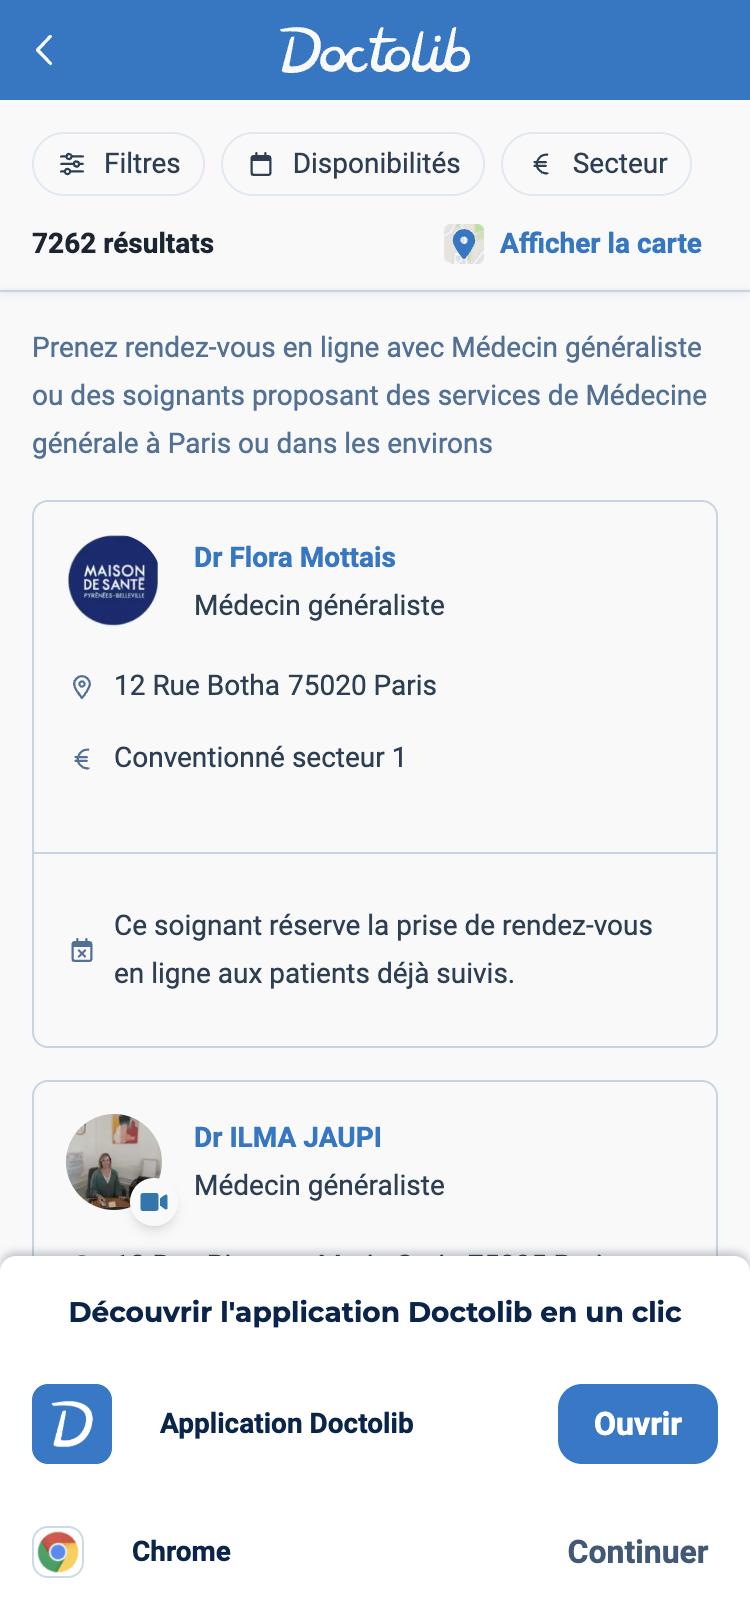 Doctolib
Filtres
Disponibilités
€ Secteur
7262 résultats
Afficher la carte
Prenez rendez-vous en ligne avec Médecin généraliste
ou des soignants proposant des services de Médecine
générale à Paris ou dans les environs
MAISON
DE SANTÉ
PYRÉNÉES-BELLEVILLE
Dr Flora Mottais
Médecin généraliste
12 Rue Botha 75020 Paris
€ Conventionné secteur 1
Ce soignant réserve la prise de rendez-vous
en ligne aux patients déjà suivis.
Dr ILMA JAUPI
Médecin généraliste
Découvrir l'application Doctolib en un clic
D
Application Doctolib
Ouvrir
Chrome
Continuer